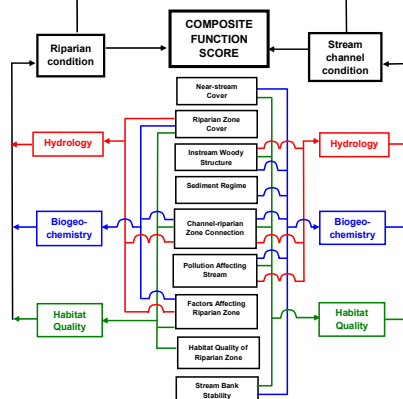 COMPOSITE
FUNCTION
SCORE
Riparian
condition
Stream
channel
condition
Near-stream
Cover
Riparian Zone
Cover
Hydrology
Instream Woody
Structure
Hydrology
Sediment Regime
Biogeo-
chemistry
Channel-riparian
Zone Connection
Biogeo-
chemistry
Pollution Affecting
Stream
Habitat
Quality
Factors Affecting
Riparian Zone
Habitat
Quality
Habitat Quality of
Riparian Zone
Stream Bank
Stability